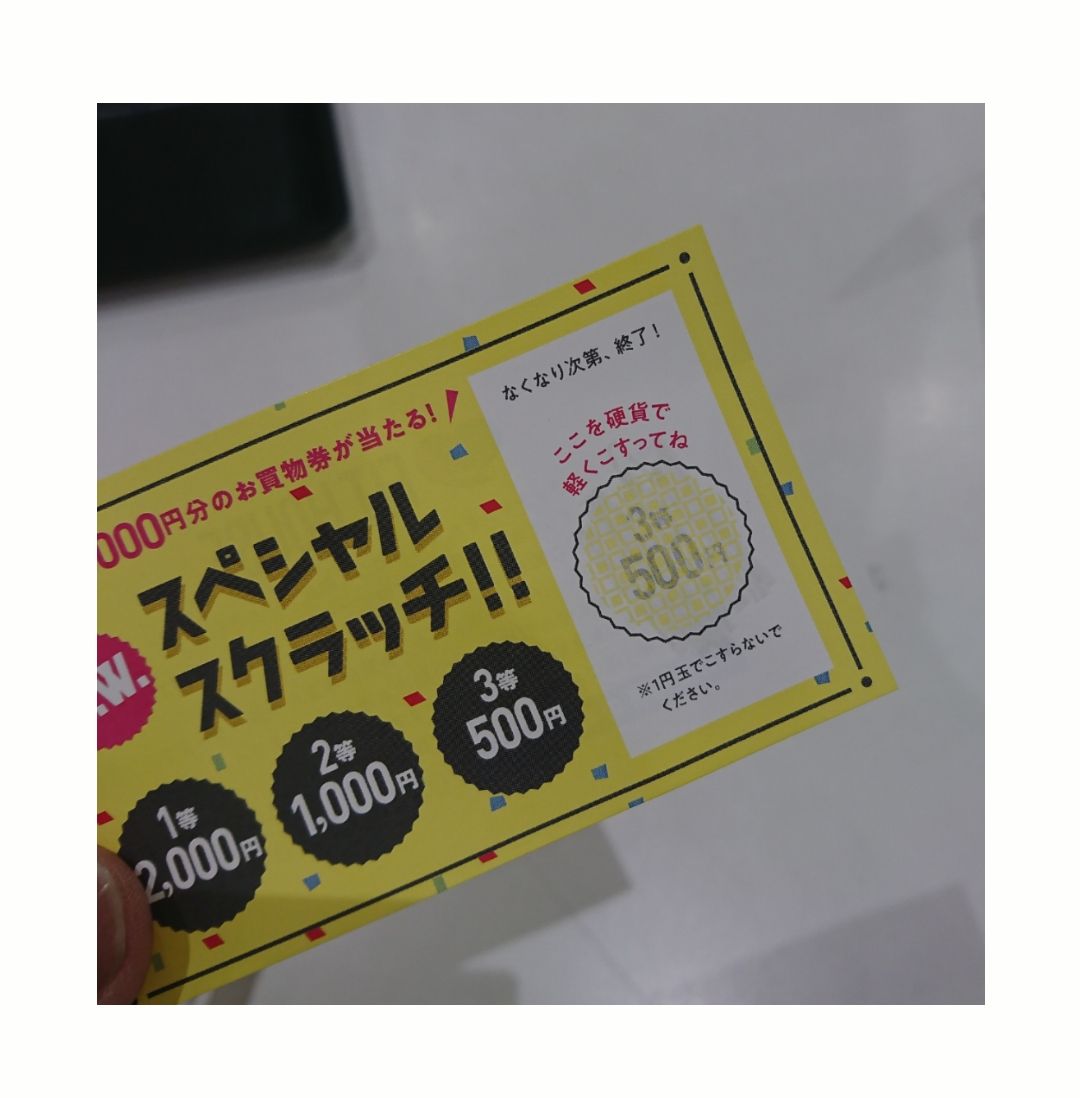 000円分のお買物券が当たる!
スペシャル
スクラッチ!!
.W.
1等
2,000円
2等
1,000円
3等
500円
なくなり次第、終了!
ここを硬貨で
軽くこすってね
3等
500円
※1円玉でこすらないで
ください。